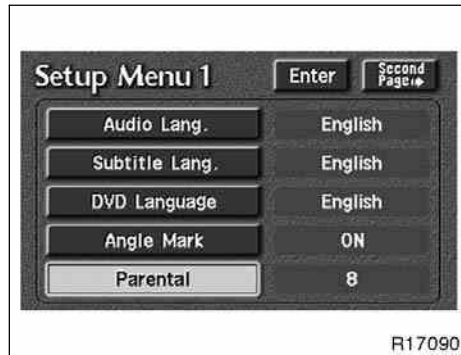 Setup Menu 1
Enter
Second
Page
Audio Lang. English
Subtitle Lang. English
DVD Language English
Angle Mark ON
Parental 8
R17090